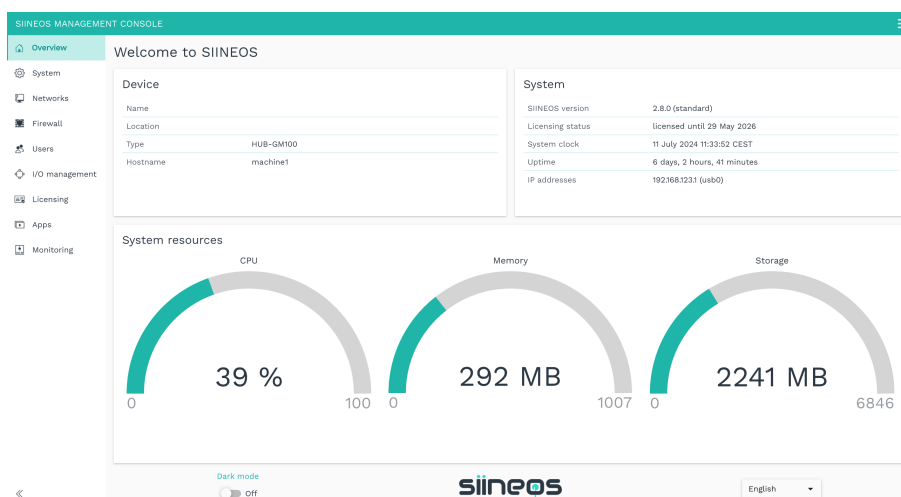 SIINEOS MANAGEMENT CONSOLE
Overview
System
Networks
Firewall
Users
I/O management
Licensing
Apps
Monitoring
Welcome to SIINEOS
Device
Name
Location
Type HUB-GM100
Hostname machine1
System
SIINEOS version 2.8.0 (standard)
Licensing status licensed until 29 May 2026
System clock 11 July 2024 11:33:52 CEST
Uptime 6 days, 2 hours, 41 minutes
IP addresses 192.168.123.1 (usb0)
System resources
CPU
39 %
0 100
Memory
292 MB
0 1007
Storage
2241 MB
0 6846
Dark mode
Off
siineos
English